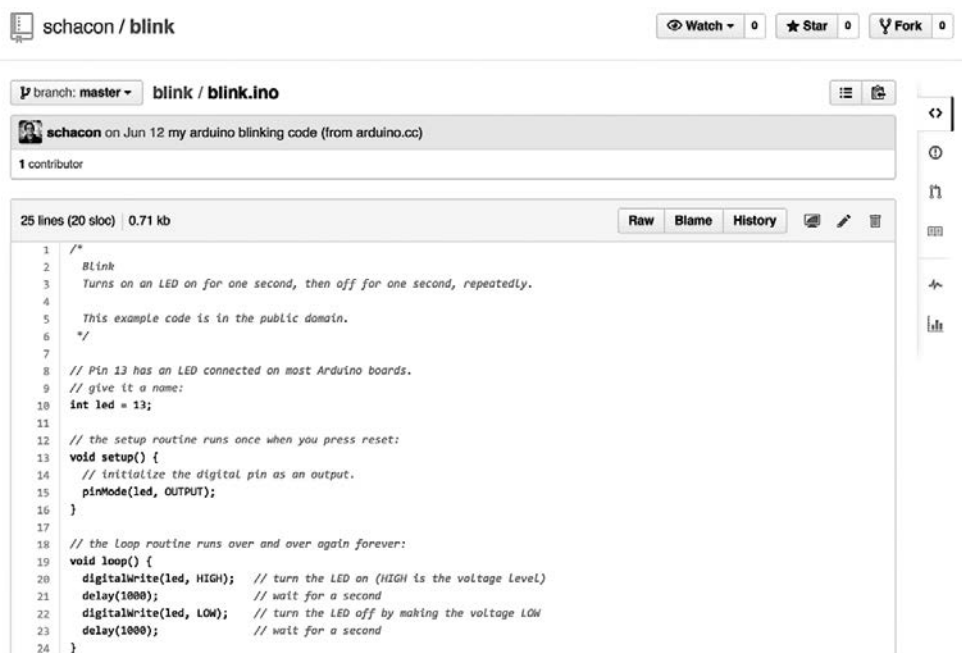 schacon / blink
Watch 0 Star 0 Fork 0
branch: master blink / blink.ino
schacon on Jun 12 my arduino blinking code (from arduino.cc)
1 contributor
25 lines (20 sloc) 0.71 kb Raw Blame History
1 /*
2   Blink
3   Turns on an LED on for one second, then off for one second, repeatedly.
4
5   This example code is in the public domain.
6  */
7
8 // Pin 13 has an LED connected on most Arduino boards.
9 // give it a name:
10 int led = 13;
11
12 // the setup routine runs once when you press reset:
13 void setup() {
14   // initialize the digital pin as an output.
15   pinMode(led, OUTPUT);
16 }
17
18 // the loop routine runs over and over again forever:
19 void loop() {
20   digitalWrite(led, HIGH);   // turn the LED on (HIGH is the voltage level)
21   delay(1000);               // wait for a second
22   digitalWrite(led, LOW);    // turn the LED off by making the voltage LOW
23   delay(1000);               // wait for a second
24 }